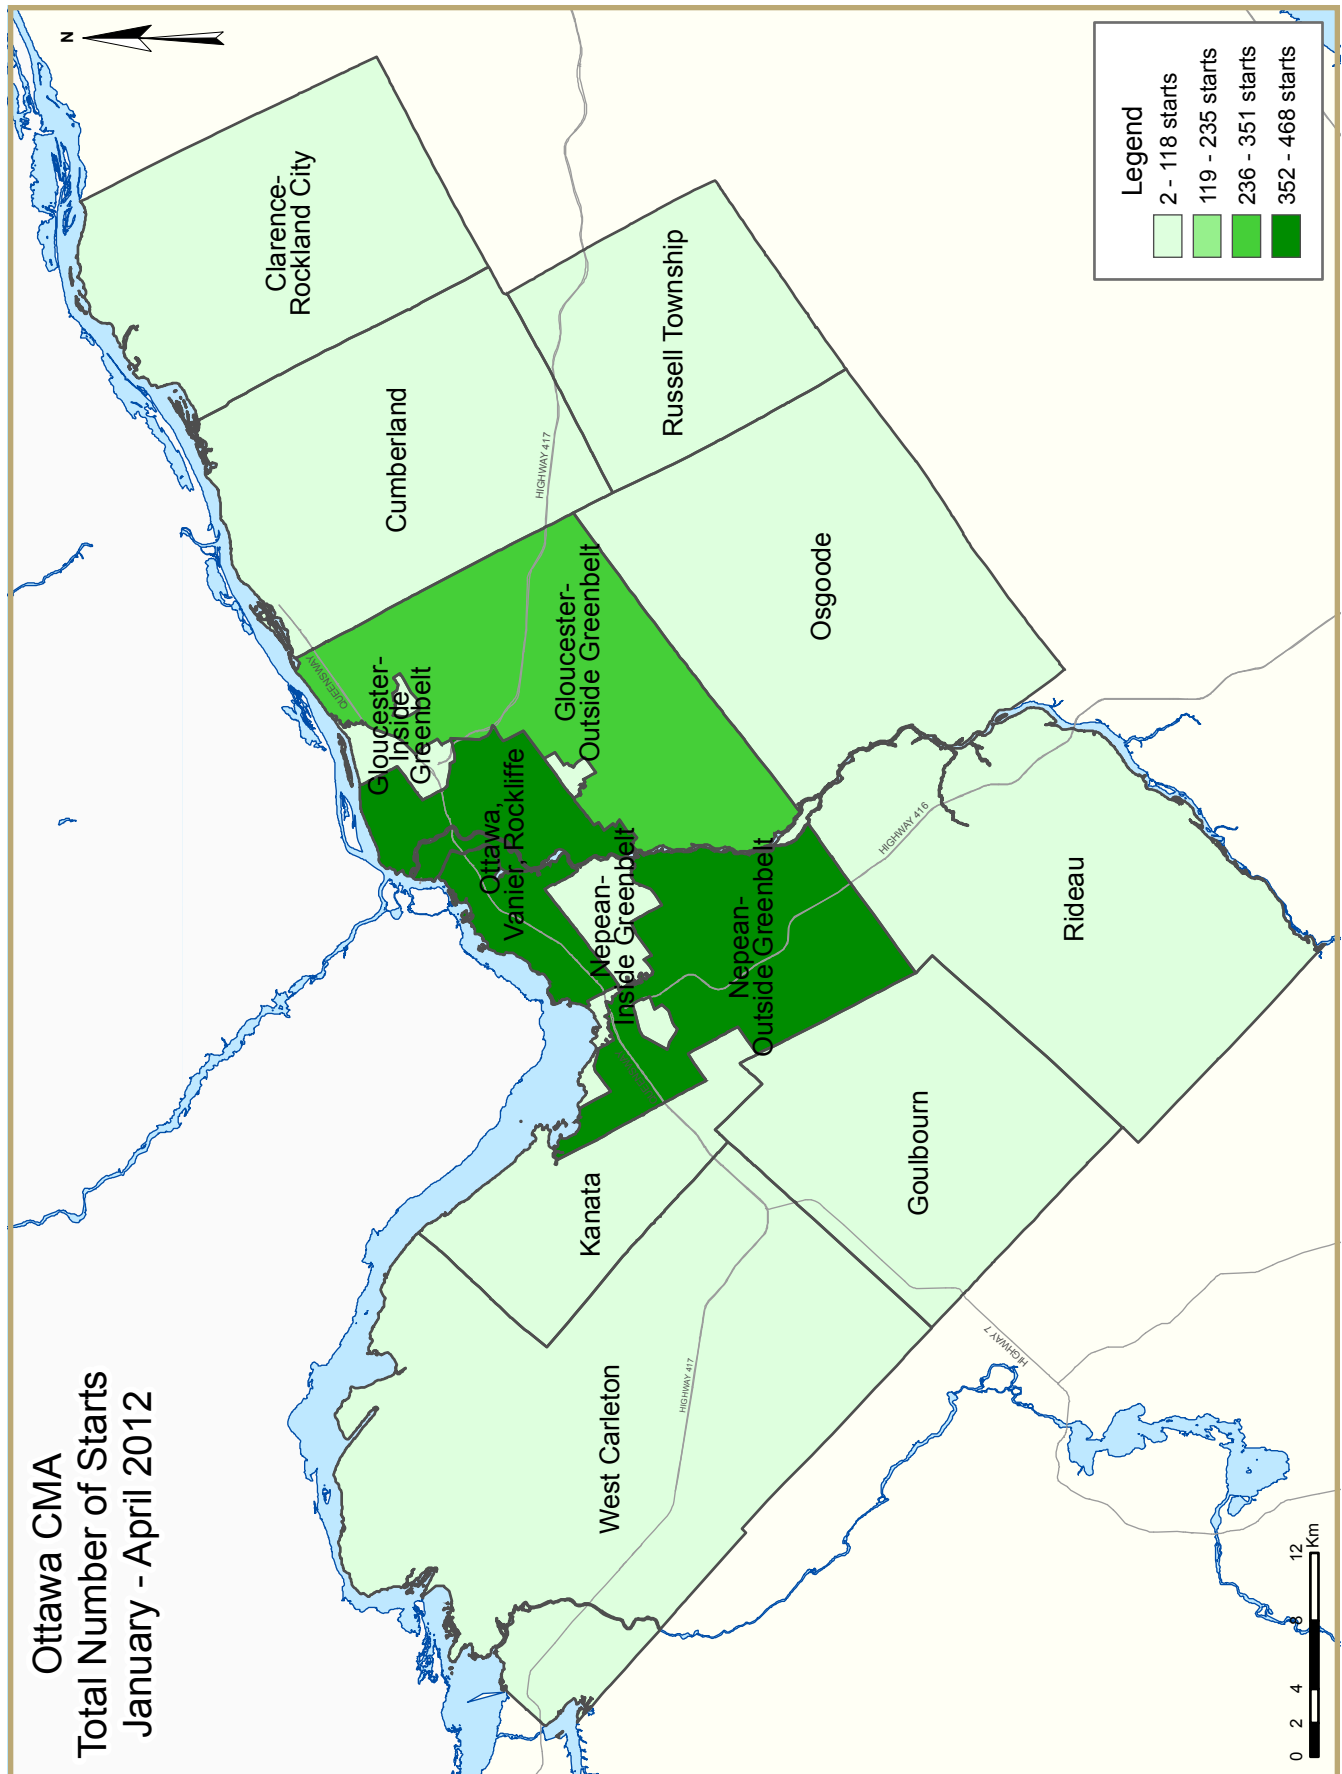 Ottawa CMA
Total Number of Starts
January - April 2012
N
Clarence-
Rockland City
Cumberland
Russell Township
HIGHWAY 417
QUEENSWAY
Gloucester-
Inside
Greenbelt
Gloucester-
Outside Greenbelt
Osgoode
Ottawa,
Vanier, Rockliffe
Nepean-
Inside Greenbelt
Nepean-
Outside Greenbelt
HIGHWAY 416
Rideau
Kanata
Goulbourn
West Carleton
HIGHWAY 417
HIGHWAY 7
Legend
2 - 118 starts
119 - 235 starts
236 - 351 starts
352 - 468 starts
0 2 4 8 12
Km